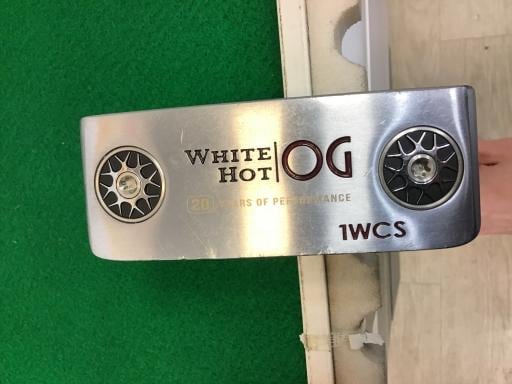 WHITE HOT OG
20 YEARS OF PERFORMANCE
1WCS